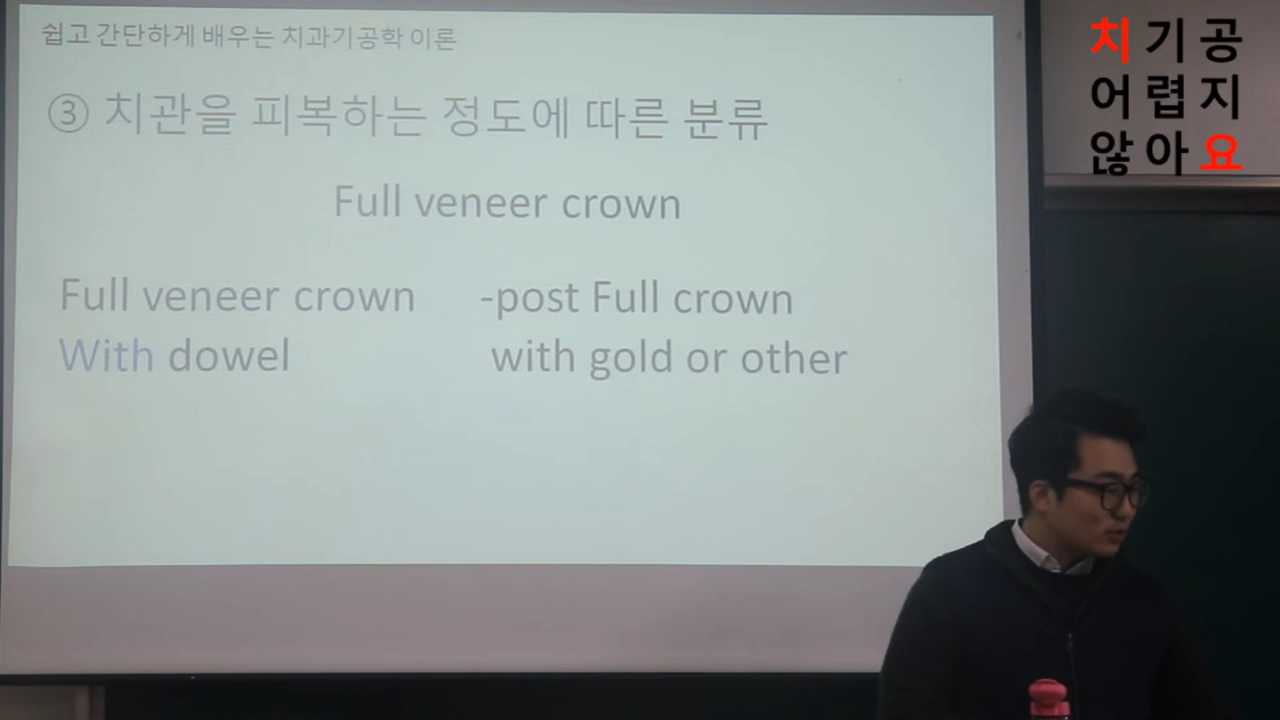 쉽고 간단하게 배우는 치과기공학 이론
③ 치관을 피복하는 정도에 따른 분류
Full veneer crown
Full veneer crown -post Full crown
With dowel with gold or other
치기공
어렵지
않아요